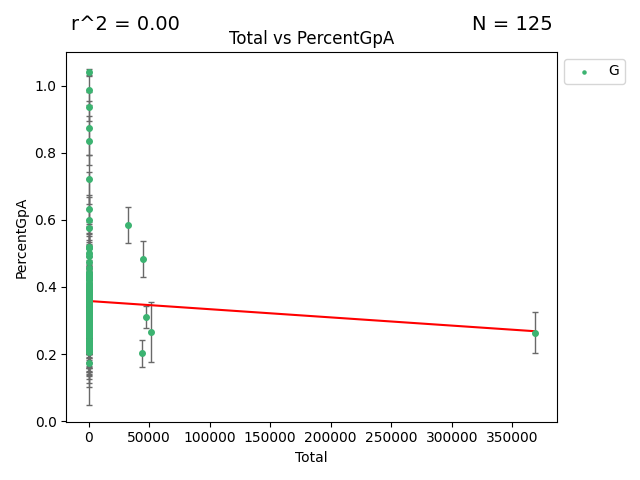 r^2 = 0.00
N = 125
Total vs PercentGpA
G
PercentGpA
1.0
0.8
0.6
0.4
0.2
0.0
0
50000
100000
150000
200000
250000
300000
350000
Total